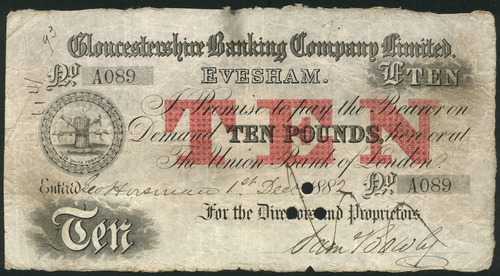 93
Gloucestershire Banking Company Limited.
No. A089 EVESHAM. £TEN
I Promise to pay the Bearer on
Demand TEN POUNDS, here or at
TEN
The Union Bank of London.
Entd. Horsman 1st Decr. 1882 No. A089
For the Directors and Proprietors
Ten